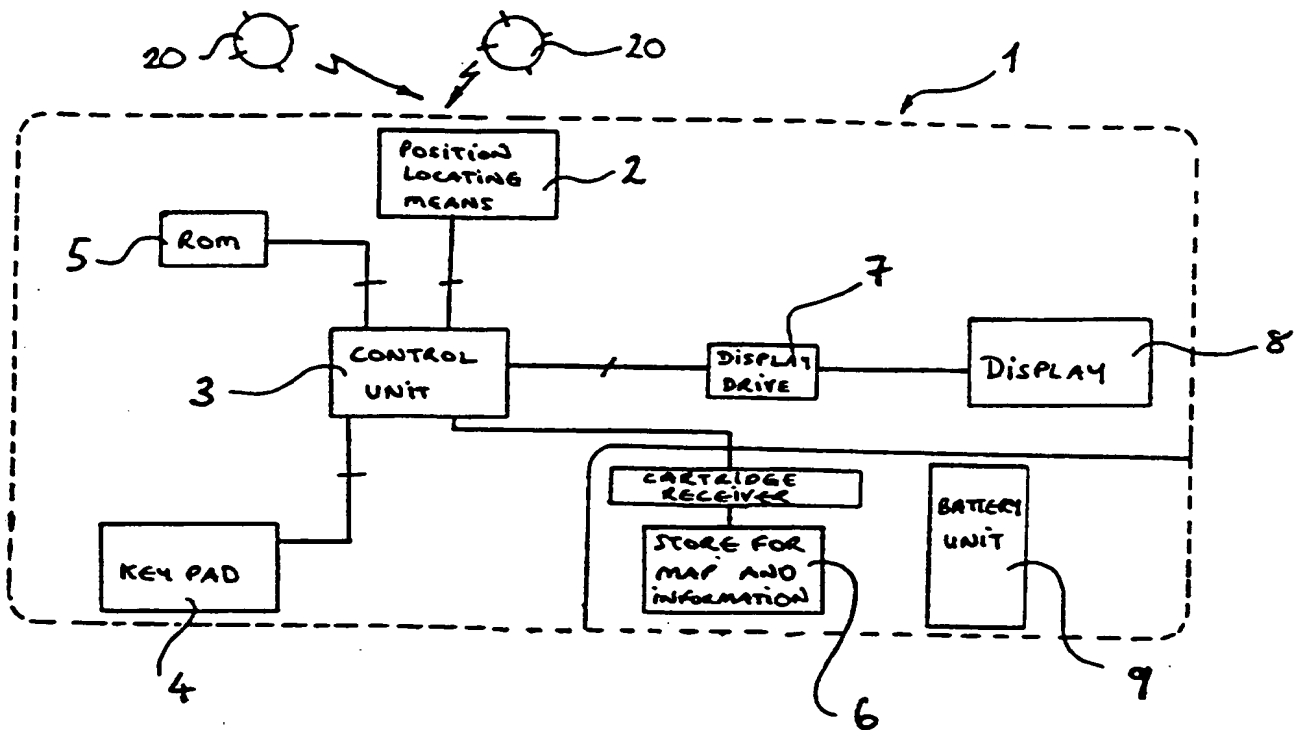 20
20
1
POSITION
LOCATING
MEANS
2
5
ROM
7
CONTROL
UNIT
3
DISPLAY
DRIVE
DISPLAY
8
CARTRIDGE
RECEIVER
STORE FOR
MAP AND
INFORMATION
BATTERY
UNIT
KEY PAD
4
6
9